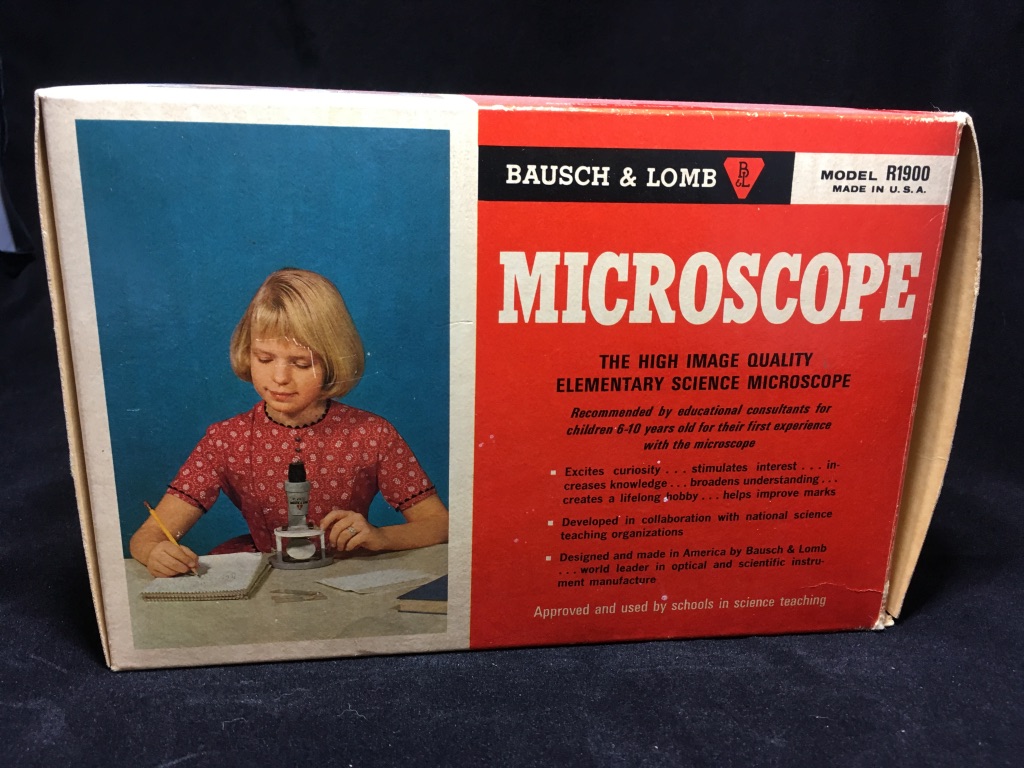 BAUSCH & LOMB
B
&L
MODEL R1900
MADE IN U.S.A.
MICROSCOPE
THE HIGH IMAGE QUALITY
ELEMENTARY SCIENCE MICROSCOPE
Recommended by educational consultants for
children 6-10 years old for their first experience
with the microscope
▪ Excites curiosity . . . stimulates interest . . . in-
creases knowledge . . . broadens understanding . . .
creates a lifelong hobby . . . helps improve marks
▪ Developed in collaboration with national science
teaching organizations
▪ Designed and made in America by Bausch & Lomb
. . . world leader in optical and scientific instru-
ment manufacture
Approved and used by schools in science teaching